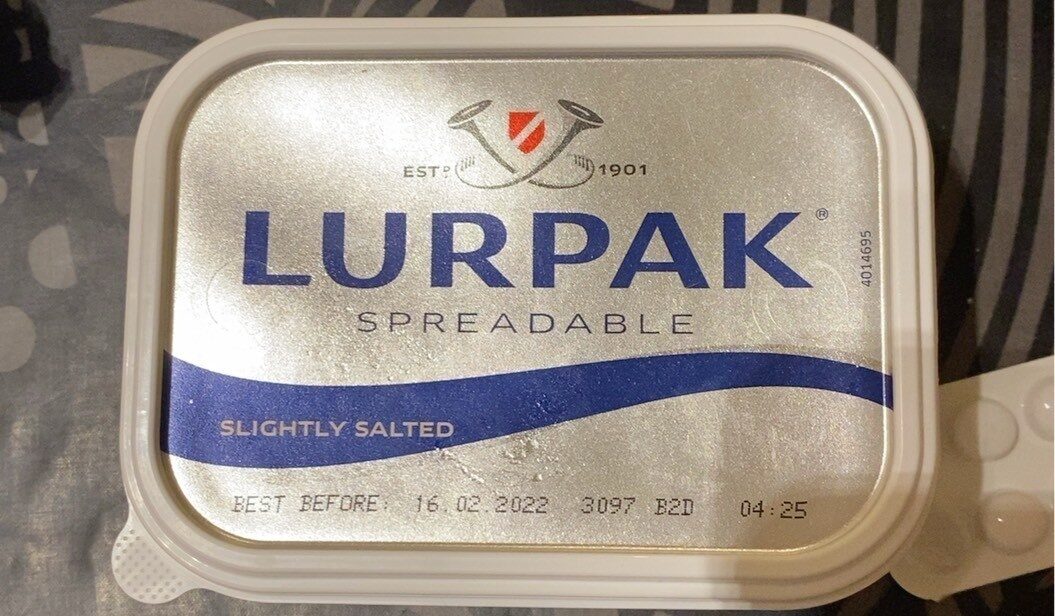 ESTD 1901
LURPAK®
SPREADABLE
4014695
SLIGHTLY SALTED
BEST BEFORE: 16.02.2022 3097 B2D 04:25